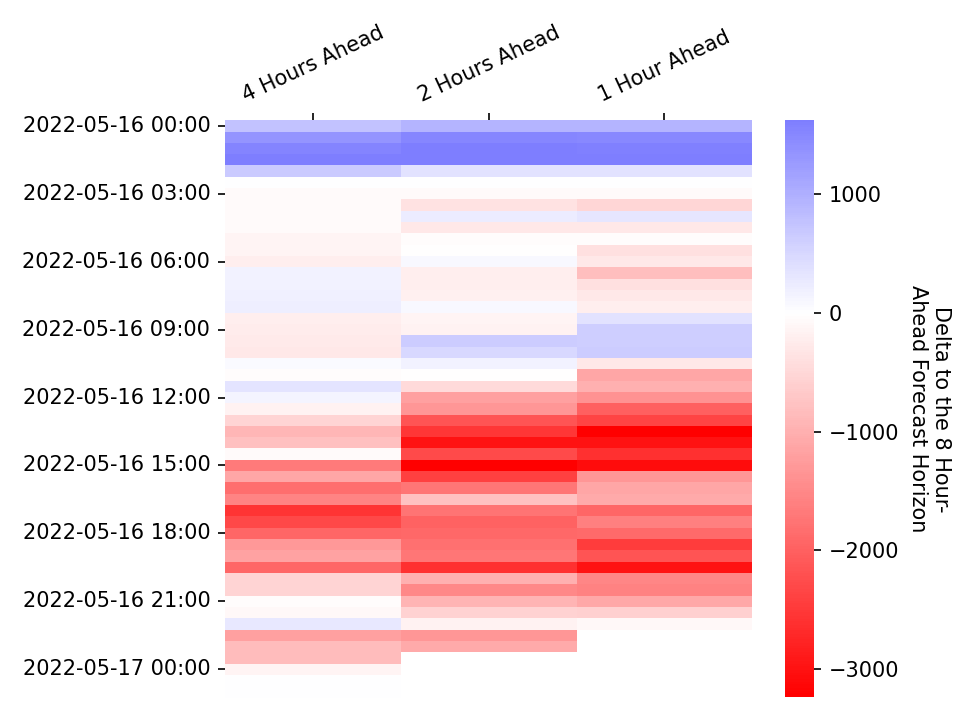 4 Hours Ahead
2 Hours Ahead
1 Hour Ahead
2022-05-16 00:00
2022-05-16 03:00
2022-05-16 06:00
2022-05-16 09:00
2022-05-16 12:00
2022-05-16 15:00
2022-05-16 18:00
2022-05-16 21:00
2022-05-17 00:00
1000
0
−1000
−2000
−3000
Delta to the 8 Hour-
Ahead Forecast Horizon